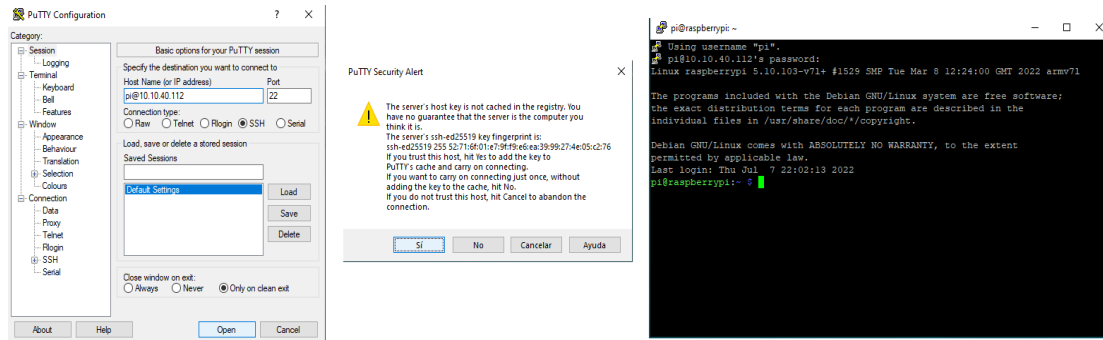 PuTTY Configuration
? ×
Category:
Session
Logging
Terminal
Keyboard
Bell
Features
Window
Appearance
Behaviour
Translation
Selection
Colours
Connection
Data
Proxy
Telnet
Rlogin
SSH
Serial
Basic options for your PuTTY session
Specify the destination you want to connect to
Host Name (or IP address) Port
pi@10.10.40.112 22
Connection type:
Raw Telnet Rlogin SSH Serial
Load, save or delete a stored session
Saved Sessions
Default Settings
Load
Save
Delete
Close window on exit:
Always Never Only on clean exit
About Help Open Cancel
PuTTY Security Alert
The server's host key is not cached in the registry. You
have no guarantee that the server is the computer you
think it is.
The server's ssh-ed25519 key fingerprint is:
ssh-ed25519 255 52:71:6f:01:e7:9f:f9:e6:ea:39:99:27:4e:05:c2:76
If you trust this host, hit Yes to add the key to
PuTTY's cache and carry on connecting.
If you want to carry on connecting just once, without
adding the key to the cache, hit No.
If you do not trust this host, hit Cancel to abandon the
connection.
Sí No Cancelar Ayuda
pi@raspberrypi: ~
Using username "pi".
pi@10.10.40.112's password:
Linux raspberrypi 5.10.103-v7l+ #1529 SMP Tue Mar 8 12:24:00 GMT 2022 armv7l
The programs included with the Debian GNU/Linux system are free software;
the exact distribution terms for each program are described in the
individual files in /usr/share/doc/*/copyright.
Debian GNU/Linux comes with ABSOLUTELY NO WARRANTY, to the extent
permitted by applicable law.
Last login: Thu Jul  7 22:02:13 2022
pi@raspberrypi:~ $